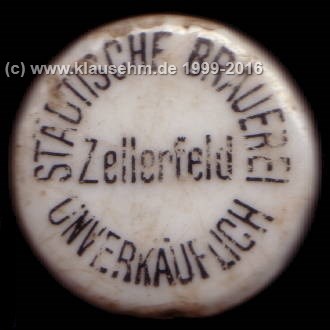 (c) www.klausehm.de 1999-2016
STÄDTISCHE BRAUEREI
Zellerfeld
UNVERKÄUFLICH